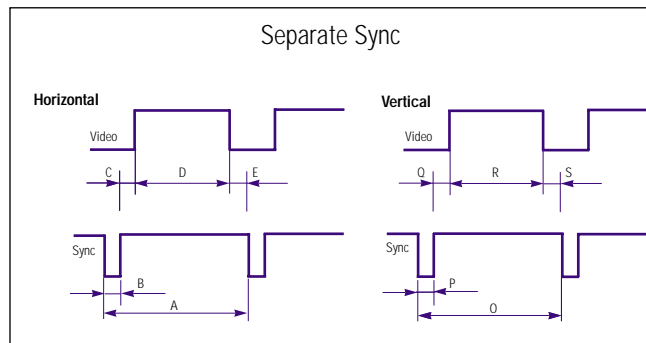 Separate Sync
Horizontal
Video
C
D
E
Sync
B
A
Vertical
Video
Q
R
S
Sync
P
O